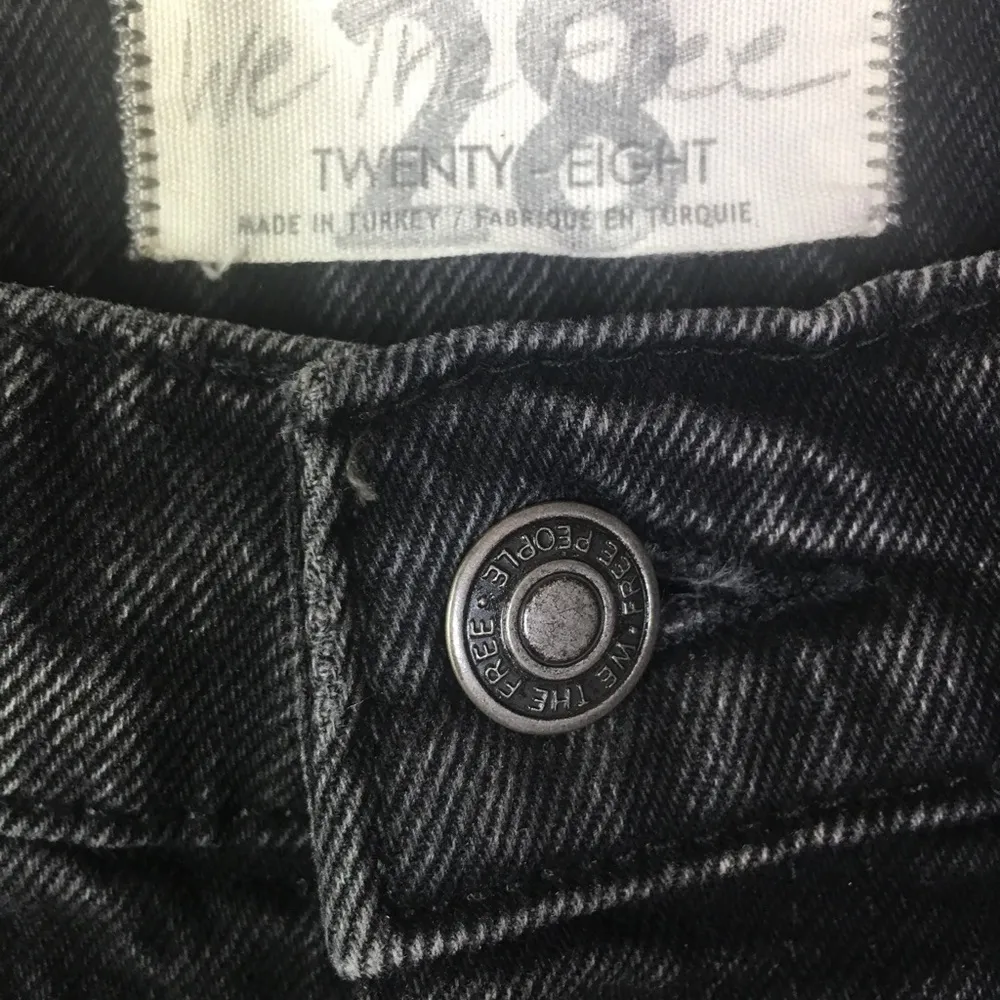 We The Free
28
TWENTY-EIGHT
MADE IN TURKEY / FABRIQUÉ EN TURQUIE
FREE PEOPLE • WE THE FREE •